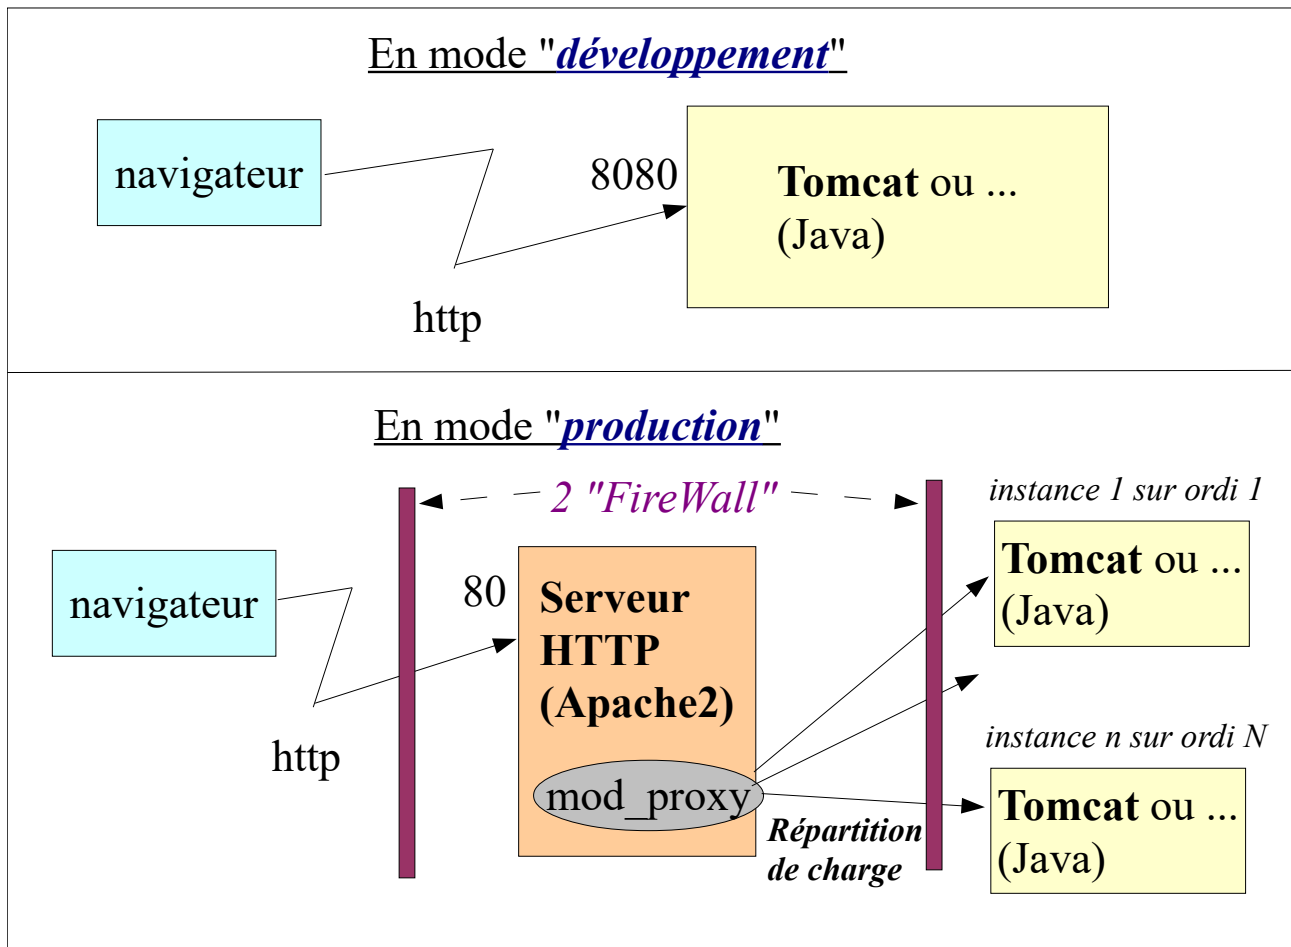 En mode "développement"
navigateur
8080
Tomcat ou ...
(Java)
http
En mode "production"
2 "FireWall"
instance 1 sur ordi 1
navigateur
80
Serveur
HTTP
(Apache2)
mod_proxy
http
Répartition
de charge
Tomcat ou ...
(Java)
instance n sur ordi N
Tomcat ou ...
(Java)